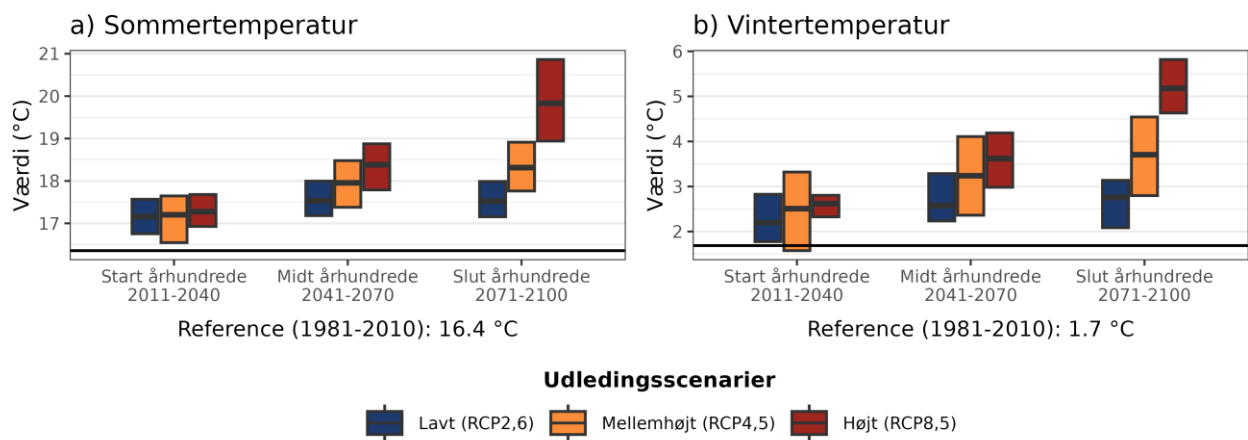 a) Sommertemperatur
Værdi (°C)
21
20
19
18
17
Start århundrede
2011-2040
Midt århundrede
2041-2070
Slut århundrede
2071-2100
Reference (1981-2010): 16.4 °C
b) Vintertemperatur
Værdi (°C)
6
5
4
3
2
Start århundrede
2011-2040
Midt århundrede
2041-2070
Slut århundrede
2071-2100
Reference (1981-2010): 1.7 °C
Udledingsscenarier
Lavt (RCP2,6)
Mellemhøjt (RCP4,5)
Højt (RCP8,5)